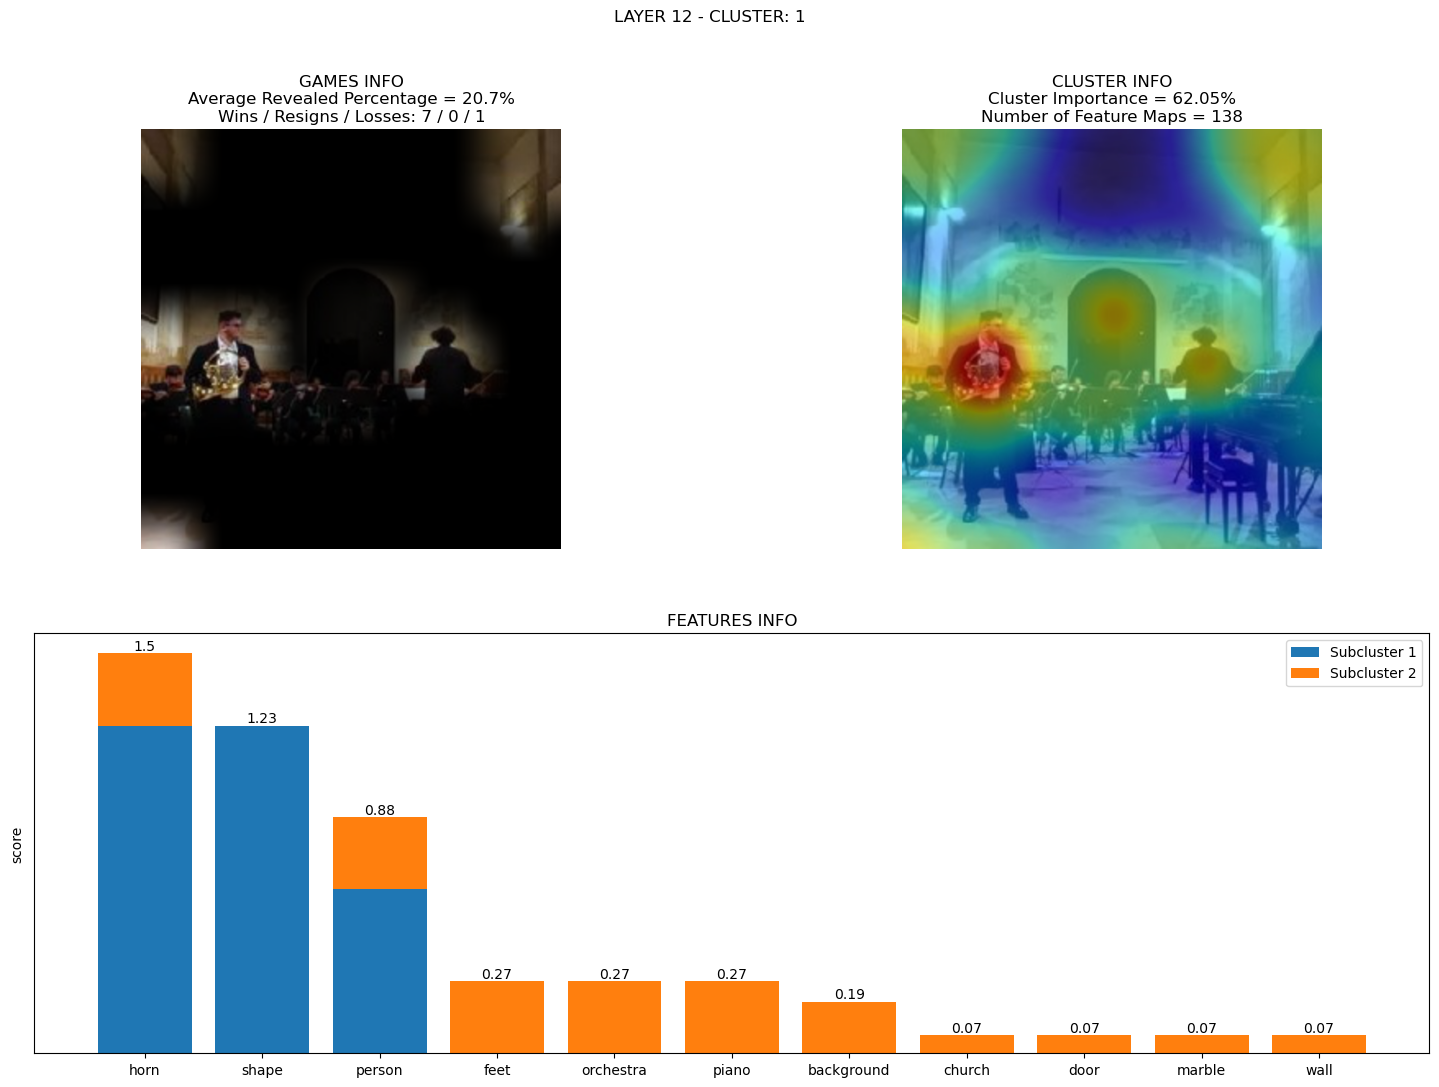 LAYER 12 - CLUSTER: 1
GAMES INFO
Average Revealed Percentage = 20.7%
Wins / Resigns / Losses: 7 / 0 / 1
CLUSTER INFO
Cluster Importance = 62.05%
Number of Feature Maps = 138
FEATURES INFO
Subcluster 1
Subcluster 2
score
1.5
1.23
0.88
0.27
0.27
0.27
0.19
0.07
0.07
0.07
0.07
horn
shape
person
feet
orchestra
piano
background
church
door
marble
wall